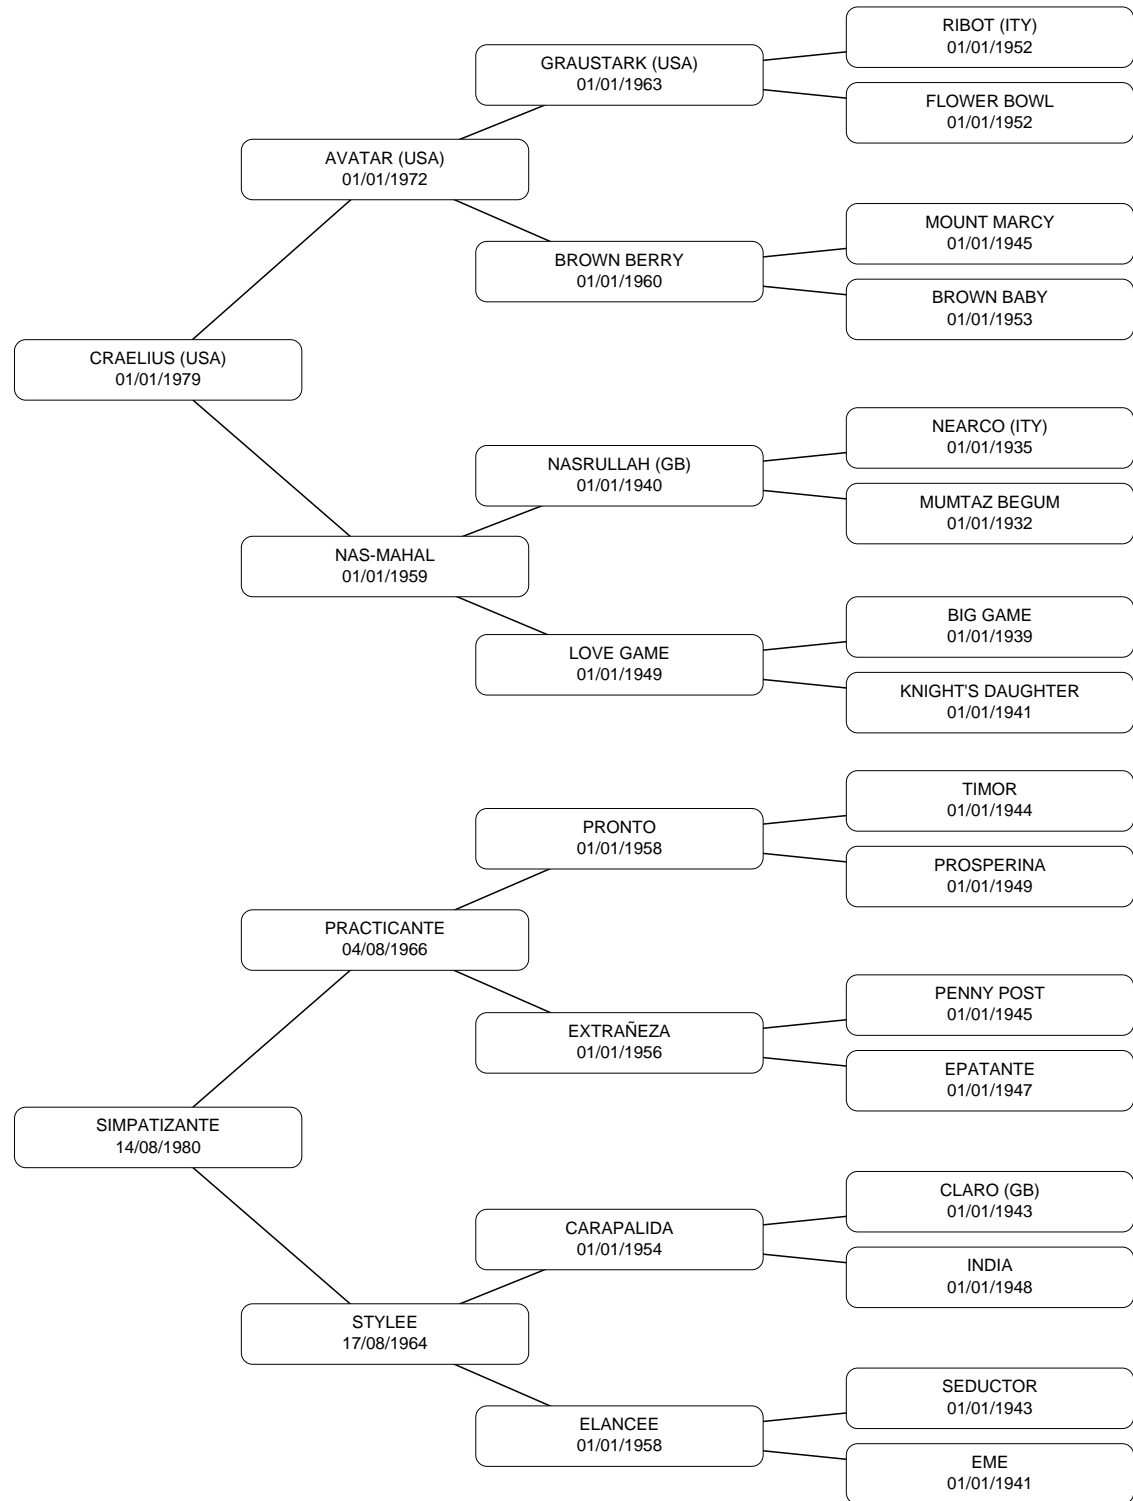 RIBOT (ITY)
01/01/1952
GRAUSTARK (USA)
01/01/1963
FLOWER BOWL
01/01/1952
AVATAR (USA)
01/01/1972
MOUNT MARCY
01/01/1945
BROWN BERRY
01/01/1960
BROWN BABY
01/01/1953
CRAELIUS (USA)
01/01/1979
NEARCO (ITY)
01/01/1935
NASRULLAH (GB)
01/01/1940
MUMTAZ BEGUM
01/01/1932
NAS-MAHAL
01/01/1959
BIG GAME
01/01/1939
LOVE GAME
01/01/1949
KNIGHT'S DAUGHTER
01/01/1941
TIMOR
01/01/1944
PRONTO
01/01/1958
PROSPERINA
01/01/1949
PRACTICANTE
04/08/1966
PENNY POST
01/01/1945
EXTRAÑEZA
01/01/1956
EPATANTE
01/01/1947
SIMPATIZANTE
14/08/1980
CLARO (GB)
01/01/1943
CARAPALIDA
01/01/1954
INDIA
01/01/1948
STYLEE
17/08/1964
SEDUCTOR
01/01/1943
ELANCEE
01/01/1958
EME
01/01/1941